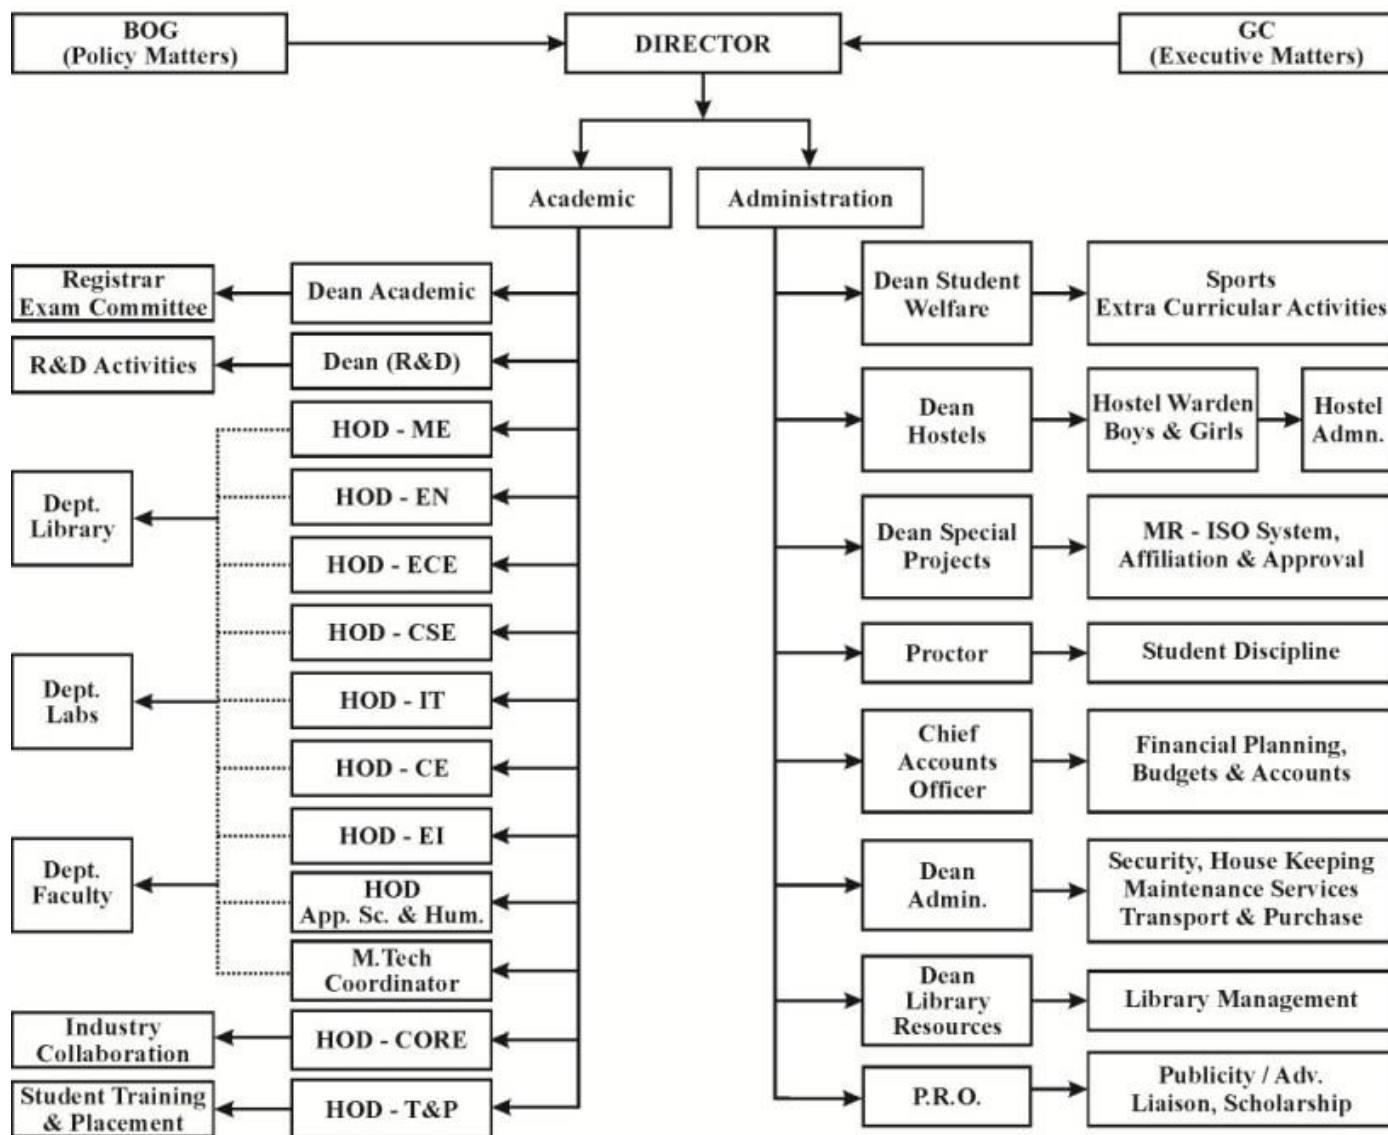 BOG
(Policy Matters)
DIRECTOR
GC
(Executive Matters)
Academic
Administration
Registrar
Exam Committee
Dean Academic
R&D Activities
Dean (R&D)
HOD - ME
HOD - EN
HOD - ECE
HOD - CSE
HOD - IT
HOD - CE
HOD - EI
HOD
App. Sc. & Hum.
M.Tech
Coordinator
Dept.
Library
Dept.
Labs
Dept.
Faculty
Industry
Collaboration
HOD - CORE
Student Training
& Placement
HOD - T&P
Dean Student
Welfare
Sports
Extra Curricular Activities
Dean
Hostels
Hostel Warden
Boys & Girls
Hostel
Admn.
Dean Special
Projects
MR - ISO System,
Affiliation & Approval
Proctor
Student Discipline
Chief
Accounts
Officer
Financial Planning,
Budgets & Accounts
Dean
Admin.
Security, House Keeping
Maintenance Services
Transport & Purchase
Dean
Library
Resources
Library Management
P.R.O.
Publicity / Adv.
Liaison, Scholarship